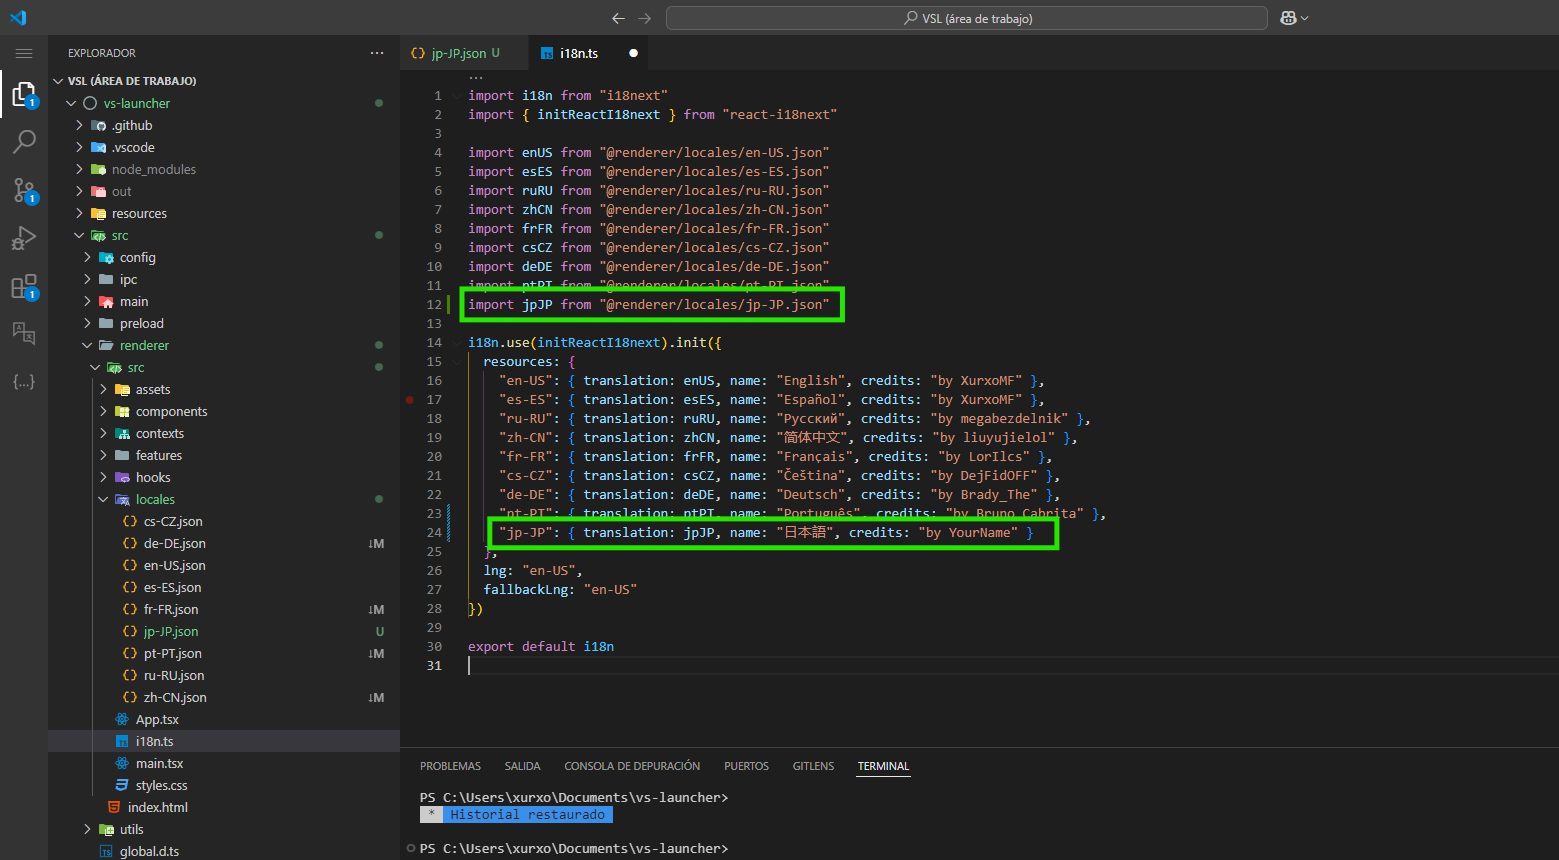 VSL (área de trabajo)
EXPLORADOR
VSL (ÁREA DE TRABAJO)
vs-launcher
.github
.vscode
node_modules
out
resources
src
config
ipc
main
preload
renderer
src
assets
components
contexts
features
hooks
locales
cs-CZ.json
de-DE.json ↓M
en-US.json
es-ES.json
fr-FR.json ↓M
jp-JP.json U
pt-PT.json ↓M
ru-RU.json
zh-CN.json ↓M
App.tsx
i18n.ts
main.tsx
styles.css
index.html
utils
global.d.ts
1
1
1
jp-JP.json U
i18n.ts
1 import i18n from "i18next"
2 import { initReactI18next } from "react-i18next"
3
4 import enUS from "@renderer/locales/en-US.json"
5 import esES from "@renderer/locales/es-ES.json"
6 import ruRU from "@renderer/locales/ru-RU.json"
7 import zhCN from "@renderer/locales/zh-CN.json"
8 import frFR from "@renderer/locales/fr-FR.json"
9 import csCZ from "@renderer/locales/cs-CZ.json"
10 import deDE from "@renderer/locales/de-DE.json"
11 import ptPT from "@renderer/locales/pt-PT.json"
12 import jpJP from "@renderer/locales/jp-JP.json"
13
14 i18n.use(initReactI18next).init({
15 resources: {
16 "en-US": { translation: enUS, name: "English", credits: "by XurxoMF" },
17 "es-ES": { translation: esES, name: "Español", credits: "by XurxoMF" },
18 "ru-RU": { translation: ruRU, name: "Русский", credits: "by megabezdelnik" },
19 "zh-CN": { translation: zhCN, name: "简体中文", credits: "by liuyujielol" },
20 "fr-FR": { translation: frFR, name: "Français", credits: "by LorIlcs" },
21 "cs-CZ": { translation: csCZ, name: "Čeština", credits: "by DejFidOFF" },
22 "de-DE": { translation: deDE, name: "Deutsch", credits: "by Brady_The" },
23 "pt-PT": { translation: ptPT, name: "Português", credits: "by Bruno Cabrita" },
24 "jp-JP": { translation: jpJP, name: "日本語", credits: "by YourName" }
25 },
26 lng: "en-US",
27 fallbackLng: "en-US"
28 })
29
30 export default i18n
31
PROBLEMAS SALIDA CONSOLA DE DEPURACIÓN PUERTOS GITLENS TERMINAL
PS C:\Users\xurxo\Documents\vs-launcher>
* Historial restaurado
PS C:\Users\xurxo\Documents\vs-launcher>